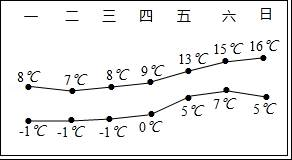 一 二 三 四 五 六 日
8℃ 7℃ 8℃ 9℃ 13℃ 15℃ 16℃
-1℃ -1℃ -1℃ 0℃ 5℃ 7℃ 5℃